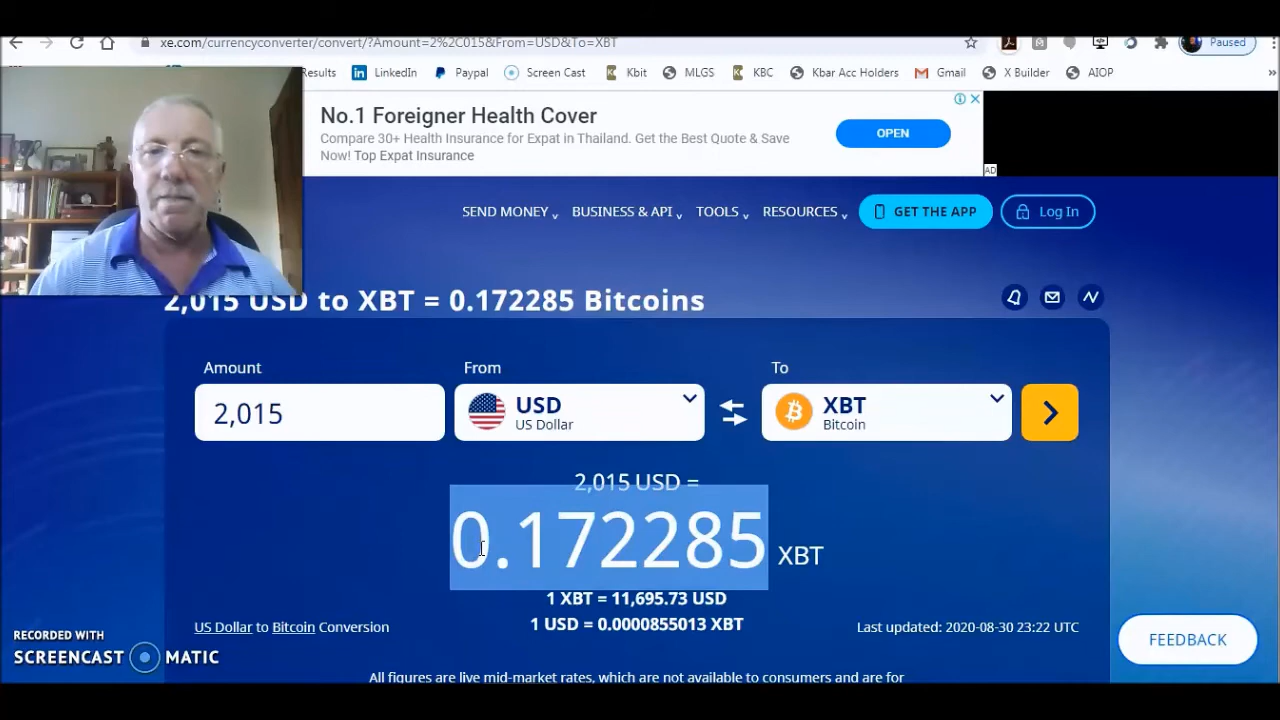 xe.com/currencyconverter/convert/?Amount=2%2C015&From=USD&To=XBT
Paused
Results LinkedIn Paypal Screen Cast Kbit MLGS KBC Kbar Acc Holders Gmail X Builder AIOP »
No.1 Foreigner Health Cover
Compare 30+ Health Insurance for Expat in Thailand. Get the Best Quote & Save
Now! Top Expat Insurance
OPEN
AD
SEND MONEY BUSINESS & API TOOLS RESOURCES GET THE APP Log In
2,015 USD to XBT = 0.172285 Bitcoins
Amount From To
2,015 USD XBT
US Dollar Bitcoin
2,015 USD =
0.172285 XBT
1 XBT = 11,695.73 USD
1 USD = 0.0000855013 XBT
US Dollar to Bitcoin Conversion
Last updated: 2020-08-30 23:22 UTC
FEEDBACK
RECORDED WITH
SCREENCAST MATIC
All figures are live mid-market rates, which are not available to consumers and are for